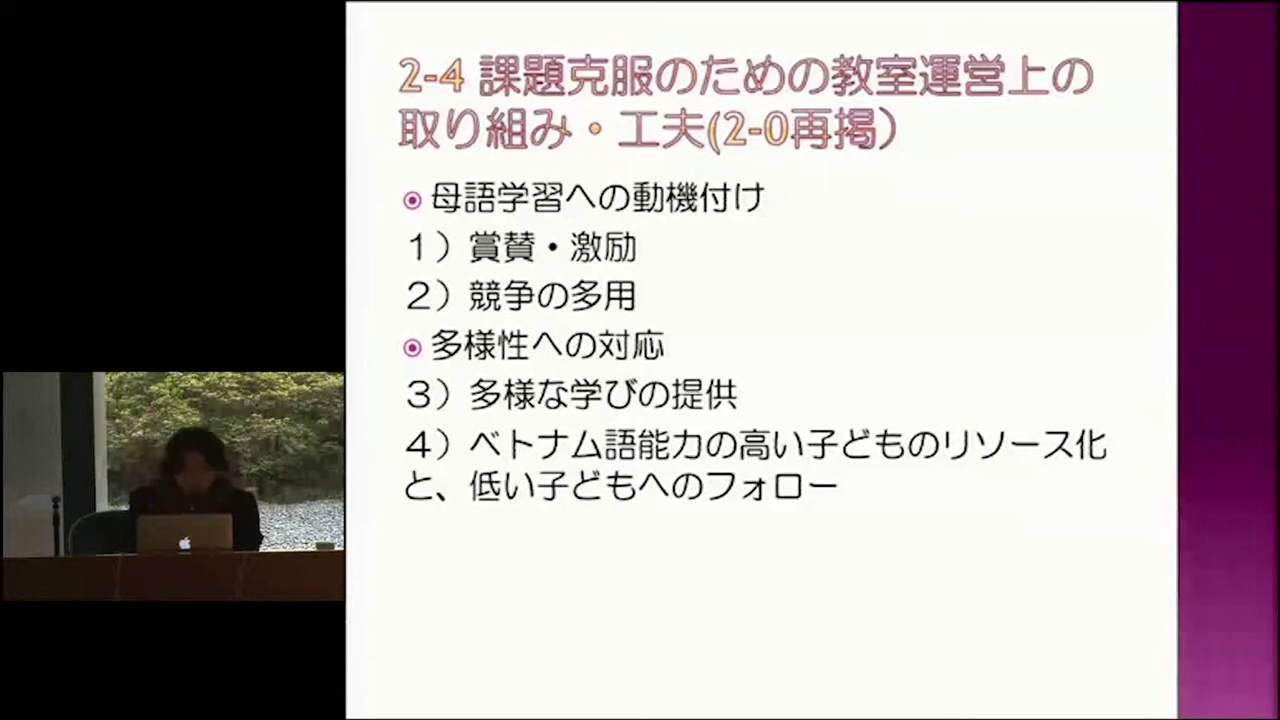 2-4 課題克服のための教室運営上の
取り組み・工夫(2-0再掲）
母語学習への動機付け
１）賞賛・激励
２）競争の多用
多様性への対応
３）多様な学びの提供
４）ベトナム語能力の高い子どものリソース化
と、低い子どもへのフォロー